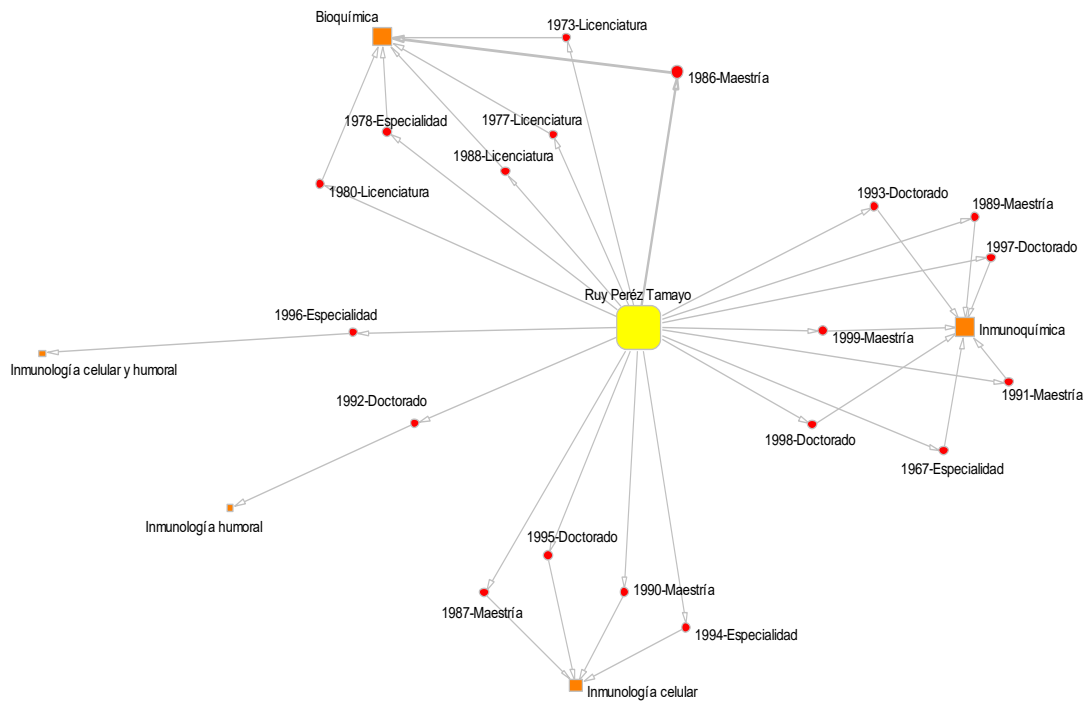 Bioquímica
1973-Licenciatura
1986-Maestría
1978-Especialidad
1977-Licenciatura
1988-Licenciatura
1980-Licenciatura
1993-Doctorado
1989-Maestría
1997-Doctorado
Ruy Peréz Tamayo
1996-Especialidad
Inmunoquímica
1999-Maestría
Inmunología celular y humoral
1991-Maestría
1992-Doctorado
1998-Doctorado
1967-Especialidad
Inmunología humoral
1995-Doctorado
1990-Maestría
1987-Maestría
1994-Especialidad
Inmunología celular